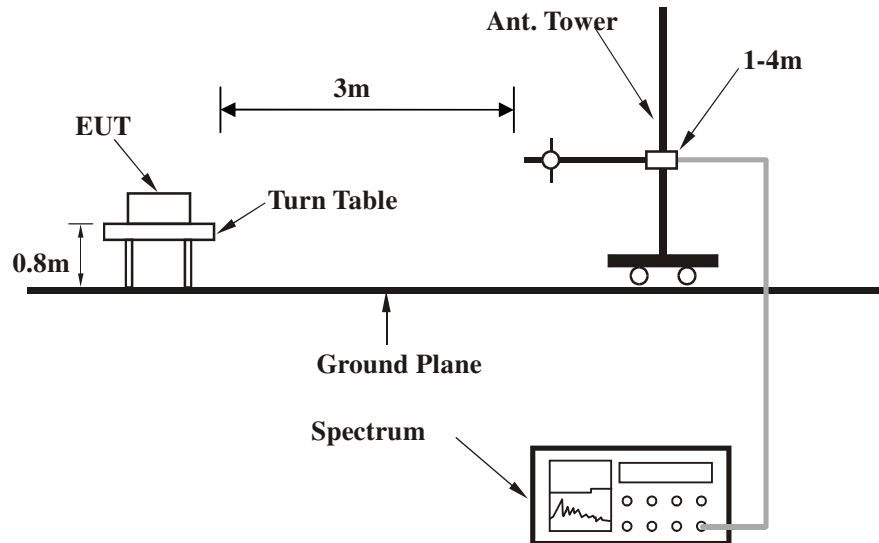 Ant. Tower
1-4m
3m
EUT
Turn Table
0.8m
Ground Plane
Spectrum